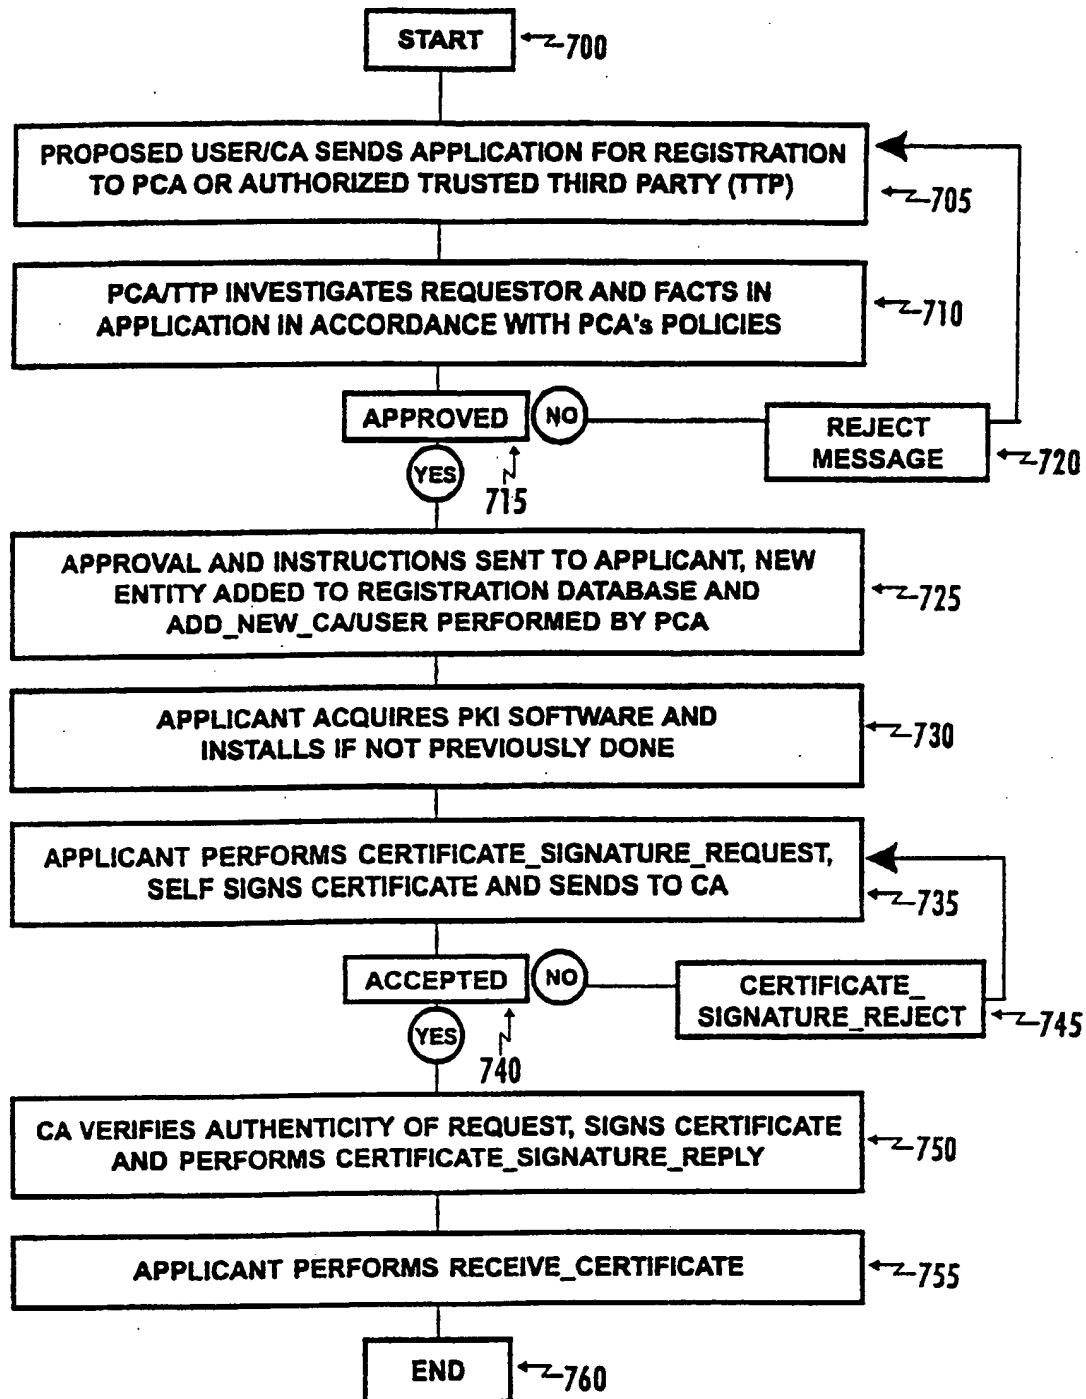 START
700
PROPOSED USER/CA SENDS APPLICATION FOR REGISTRATION
TO PCA OR AUTHORIZED TRUSTED THIRD PARTY (TTP)
705
PCA/TTP INVESTIGATES REQUESTOR AND FACTS IN
APPLICATION IN ACCORDANCE WITH PCA's POLICIES
710
APPROVED
NO
REJECT
MESSAGE
720
YES
715
APPROVAL AND INSTRUCTIONS SENT TO APPLICANT, NEW
ENTITY ADDED TO REGISTRATION DATABASE AND
ADD_NEW_CA/USER PERFORMED BY PCA
725
APPLICANT ACQUIRES PKI SOFTWARE AND
INSTALLS IF NOT PREVIOUSLY DONE
730
APPLICANT PERFORMS CERTIFICATE_SIGNATURE_REQUEST,
SELF SIGNS CERTIFICATE AND SENDS TO CA
735
ACCEPTED
NO
CERTIFICATE_
SIGNATURE_REJECT
745
YES
740
CA VERIFIES AUTHENTICITY OF REQUEST, SIGNS CERTIFICATE
AND PERFORMS CERTIFICATE_SIGNATURE_REPLY
750
APPLICANT PERFORMS RECEIVE_CERTIFICATE
755
END
760